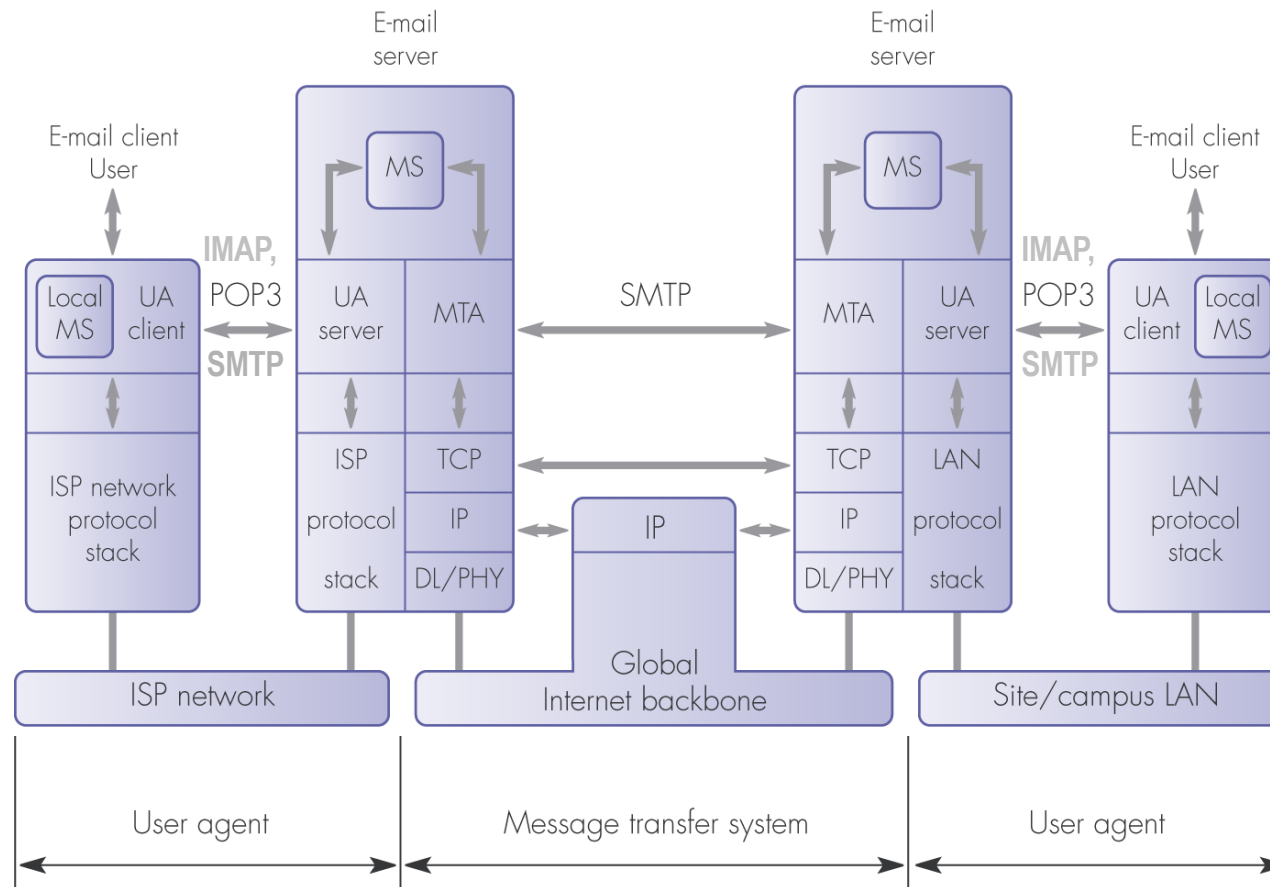 E-mail
server
E-mail
server
E-mail client
User
E-mail client
User
MS
MS
IMAP,
POP3
SMTP
Local
MS
UA
client
UA
server
MTA
SMTP
MTA
UA
server
IMAP,
POP3
SMTP
UA
client
Local
MS
ISP network
protocol
stack
ISP
protocol
stack
TCP
IP
DL/PHY
IP
TCP
IP
DL/PHY
LAN
protocol
stack
LAN
protocol
stack
ISP network
Global
Internet backbone
Site/campus LAN
User agent
Message transfer system
User agent